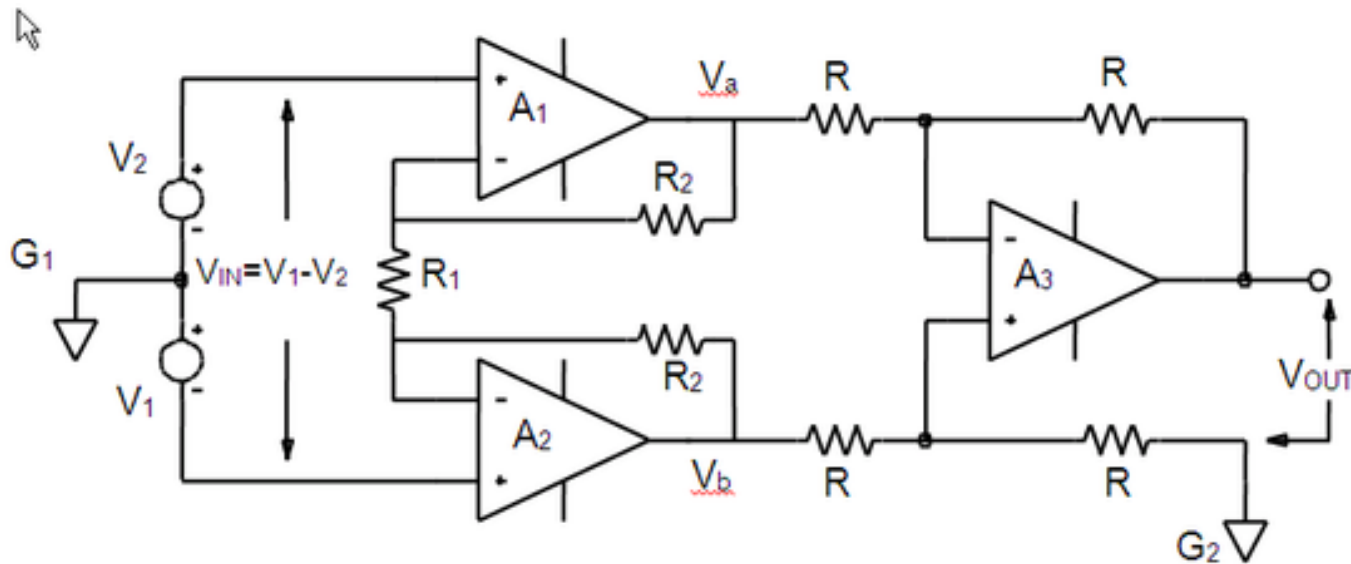 Va
R
R
+
A1
-
V2
+
-
R2
G1
VIN=V1-V2
R1
-
A3
+
V1
+
-
R2
VOUT
-
A2
+
Vb
R
R
G2